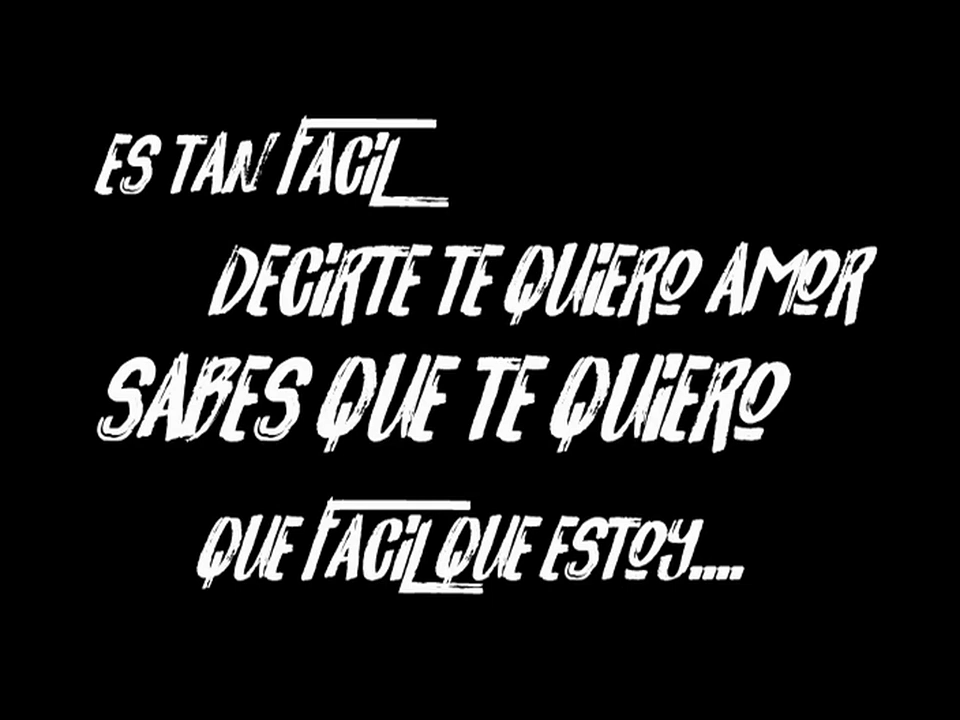 ES TAN FACIL
DECIRTE TE QUIERO AMOR
SABES QUE TE QUIERO
QUE FACIL QUE ESTOY....